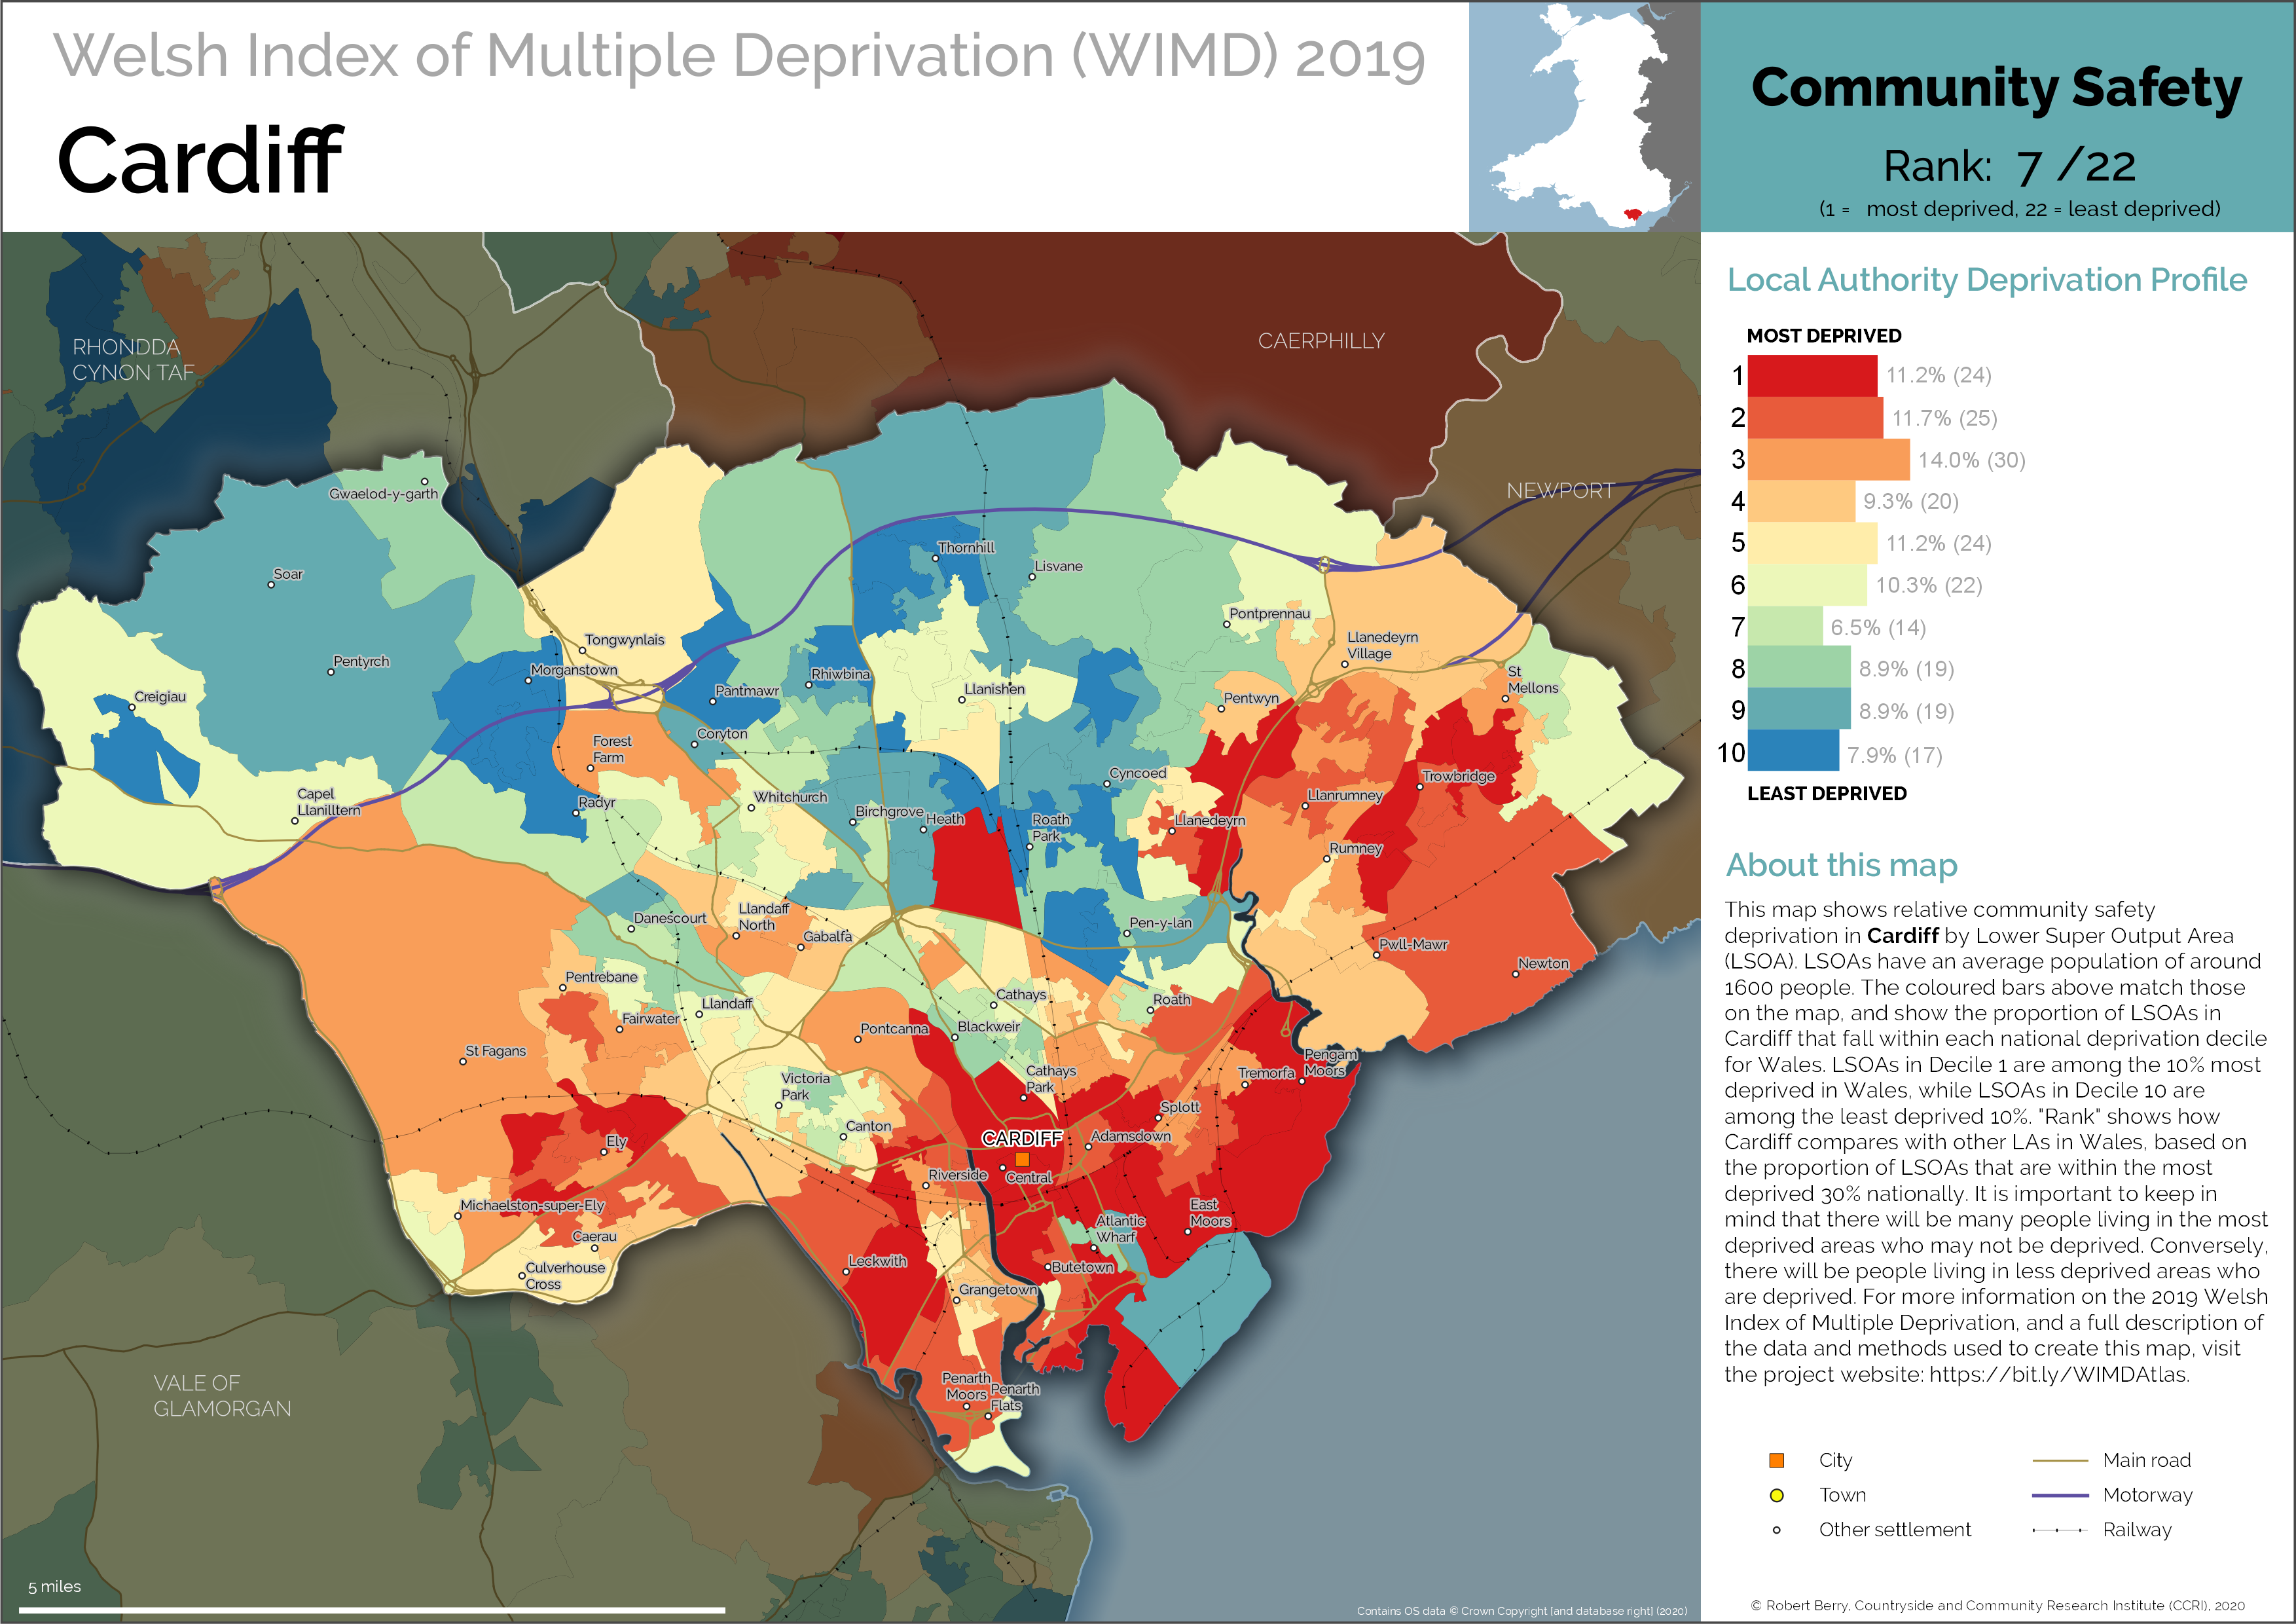 Welsh Index of Multiple Deprivation (WIMD) 2019
Cardiff
Community Safety
Rank: 7 /22
(1 = most deprived, 22 = least deprived)
RHONDDA
CYNON TAF
CAERPHILLY
NEWPORT
VALE OF
GLAMORGAN
Gwaelod-y-garth
Soar
Pentyrch
Creigiau
Capel
Llanilltern
Tongwynlais
Morganstown
Pantmawr
Rhiwbina
Thornhill
Lisvane
Llanishen
Pontprennau
Llanedeyrn
Village
St
Mellons
Pentwyn
Coryton
Forest
Farm
Radyr
Whitchurch
Birchgrove
Heath
Roath
Park
Cyncoed
Llanedeyrn
Llanrumney
Trowbridge
Rumney
Danescourt
Llandaff
North
Gabalfa
Pen-y-lan
Pwll-Mawr
Newton
Pentrebane
Fairwater
Llandaff
Cathays
Roath
Blackweir
Pontcanna
St Fagans
Victoria
Park
Cathays
Park
Tremorfa
Pengam
Moors
Splott
Canton
CARDIFF
Adamsdown
Ely
Riverside
Central
Michaelston-super-Ely
Caerau
Culverhouse
Cross
Leckwith
Atlantic
Wharf
East
Moors
Butetown
Grangetown
Penarth
Moors
Penarth
Flats
5 miles
Contains OS data © Crown Copyright [and database right] (2020)
Local Authority Deprivation Profile
MOST DEPRIVED
1 11.2% (24)
2 11.7% (25)
3 14.0% (30)
4 9.3% (20)
5 11.2% (24)
6 10.3% (22)
7 6.5% (14)
8 8.9% (19)
9 8.9% (19)
10 7.9% (17)
LEAST DEPRIVED
About this map
This map shows relative community safety
deprivation in Cardiff by Lower Super Output Area
(LSOA). LSOAs have an average population of around
1600 people. The coloured bars above match those
on the map, and show the proportion of LSOAs in
Cardiff that fall within each national deprivation decile
for Wales. LSOAs in Decile 1 are among the 10% most
deprived in Wales, while LSOAs in Decile 10 are
among the least deprived 10%. "Rank" shows how
Cardiff compares with other LAs in Wales, based on
the proportion of LSOAs that are within the most
deprived 30% nationally. It is important to keep in
mind that there will be many people living in the most
deprived areas who may not be deprived. Conversely,
there will be people living in less deprived areas who
are deprived. For more information on the 2019 Welsh
Index of Multiple Deprivation, and a full description of
the data and methods used to create this map, visit
the project website: https://bit.ly/WIMDAtlas.
City
Town
Other settlement
Main road
Motorway
Railway
© Robert Berry, Countryside and Community Research Institute (CCRI), 2020